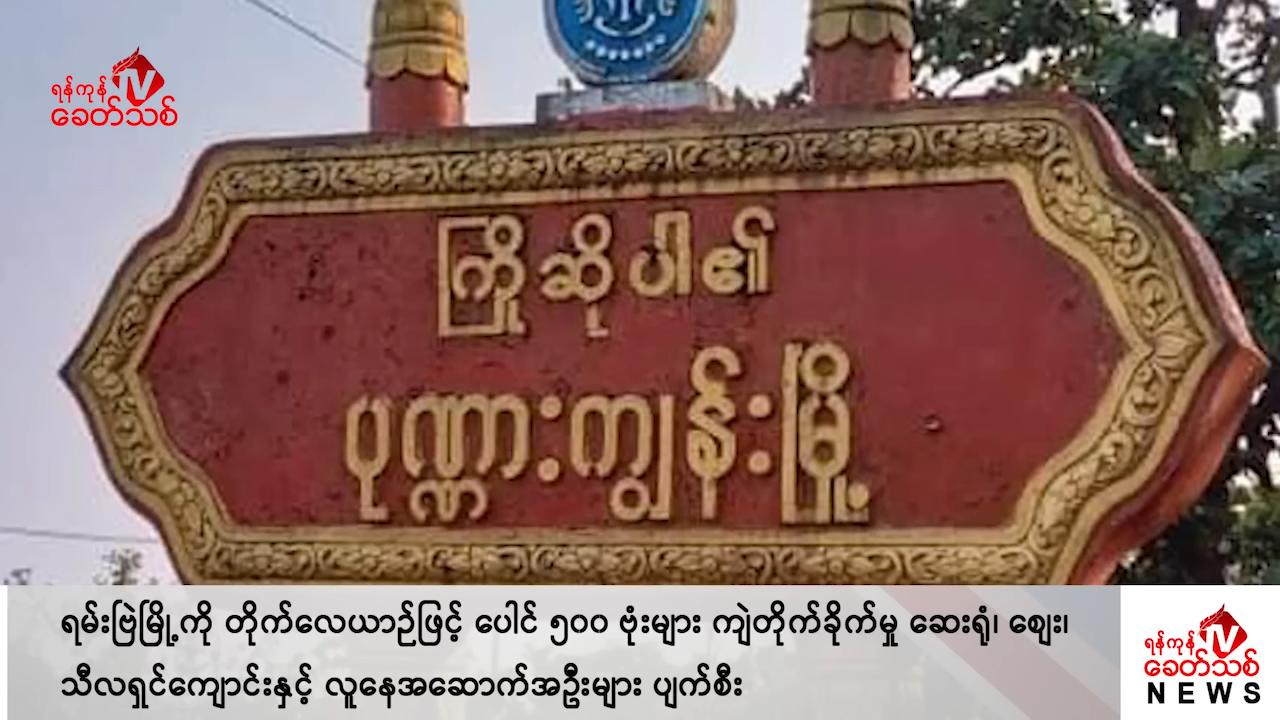 ရန်ကုန်
TV
ခေတ်သစ်
ကြိုဆိုပါ၏
ပုဏ္ဏားကျွန်းမြို့
ရမ်းဗြဲမြို့ကို တိုက်လေယာဉ်ဖြင့် ပေါင် ၅၀၀ ဗုံးများ ကျဲတိုက်ခိုက်မှု ဆေးရုံ၊ ဈေး၊
သီလရှင်ကျောင်းနှင့် လူနေအဆောက်အဦးများ ပျက်စီး
ရန်ကုန်
TV
ခေတ်သစ်
NEWS